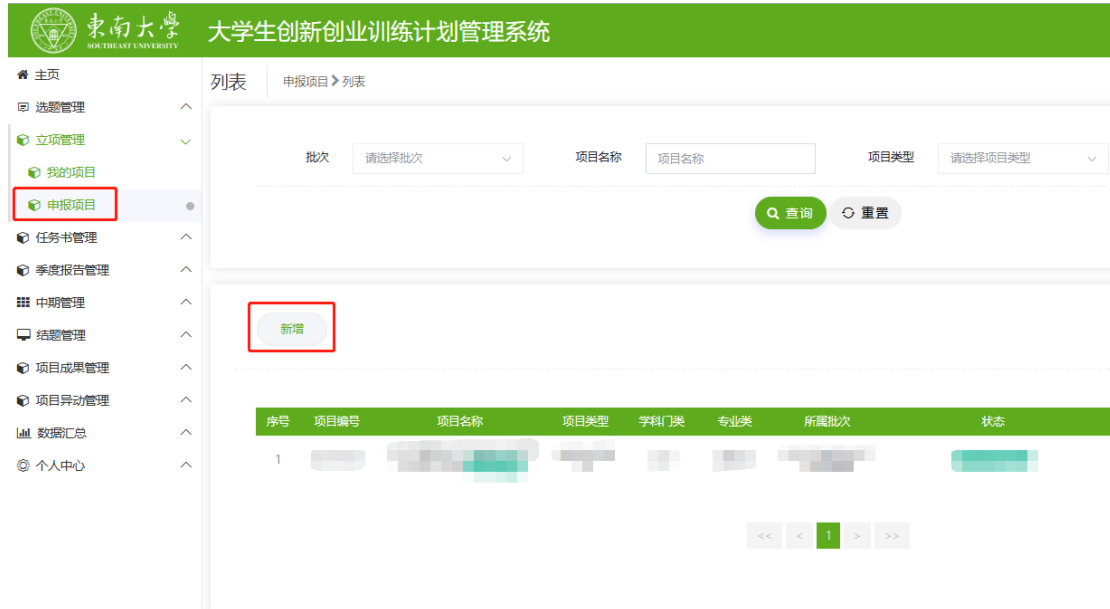 東南大學
SOUTHEAST UNIVERSITY
大学生创新创业训练计划管理系统
主页
选题管理
立项管理
我的项目
申报项目
任务书管理
季度报告管理
中期管理
结题管理
项目成果管理
项目异动管理
数据汇总
个人中心
列表 申报项目 > 列表
批次 请选择批次 项目名称 项目名称 项目类型 请选择项目类型
查询 重置
新增
序号 项目编号 项目名称 项目类型 学科门类 专业类 所属批次 状态
1
<< < 1 > >>